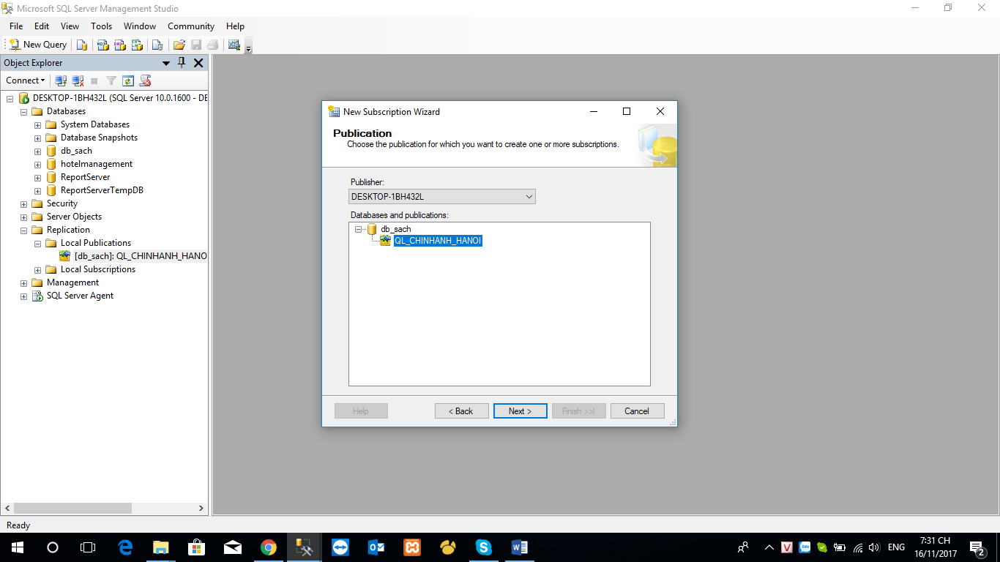 Microsoft SQL Server Management Studio
File Edit View Tools Window Community Help
New Query
Object Explorer
Connect
DESKTOP-1BH432L (SQL Server 10.0.1600 - DE
Databases
System Databases
Database Snapshots
db_sach
hotelmanagement
ReportServer
ReportServerTempDB
Security
Server Objects
Replication
Local Publications
[db_sach]: QL_CHINHANH_HANO
Local Subscriptions
Management
SQL Server Agent
New Subscription Wizard
Publication
Choose the publication for which you want to create one or more subscriptions.
Publisher:
DESKTOP-1BH432L
Databases and publications:
db_sach
QL_CHINHANH_HANOI
Help < Back Next > Finish >>| Cancel
Ready
ENG
7:31 CH
16/11/2017
2